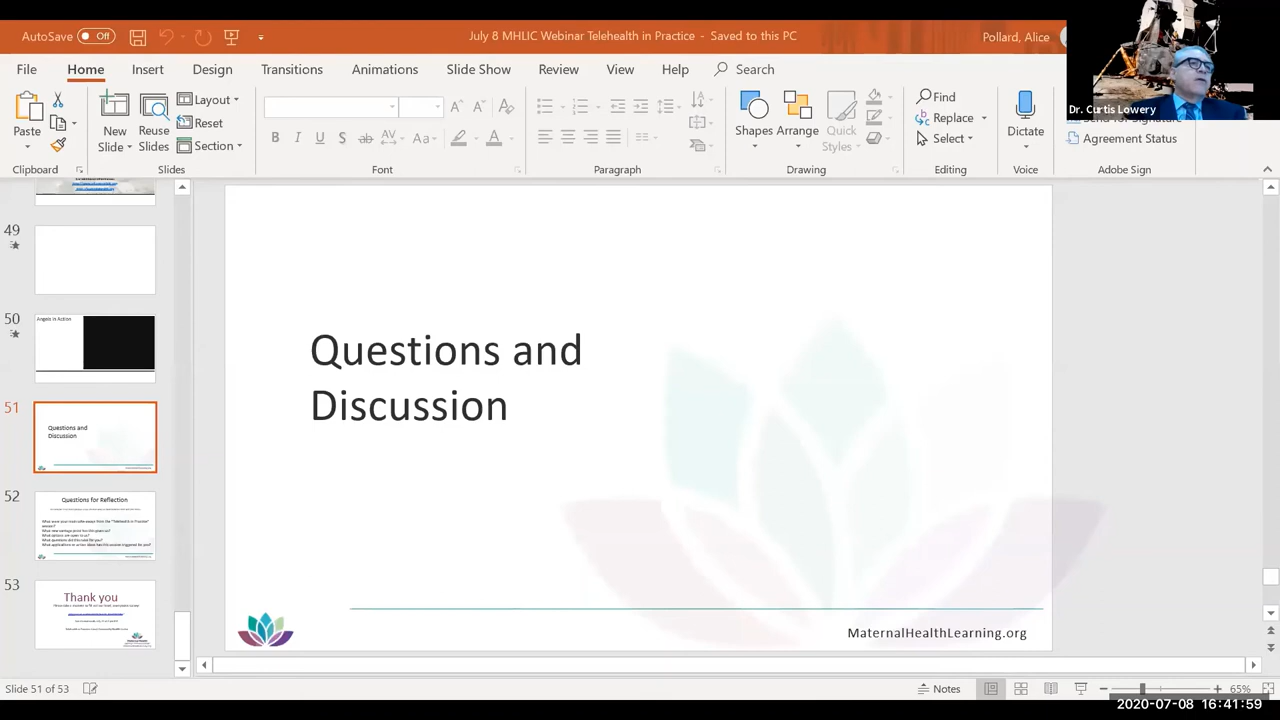 AutoSave Off
July 8 MHLIC Webinar Telehealth in Practice - Saved to this PC
Pollard, Alice
Dr. Curtis Lowery
File Home Insert Design Transitions Animations Slide Show Review View Help Search
Paste
New Slide
Layout
Reuse Slides
Reset
Section
Shapes
Arrange
Quick Styles
Find
Replace
Select
Dictate
Agreement Status
Clipboard Slides Font Paragraph Drawing Editing Voice Adobe Sign
49
50
Angels in Action
51
Questions and
Discussion
52
Questions for Reflection
53
Thank you
Questions and
Discussion
MaternalHealthLearning.org
Slide 51 of 53
Notes
65%
2020-07-08 16:41:59